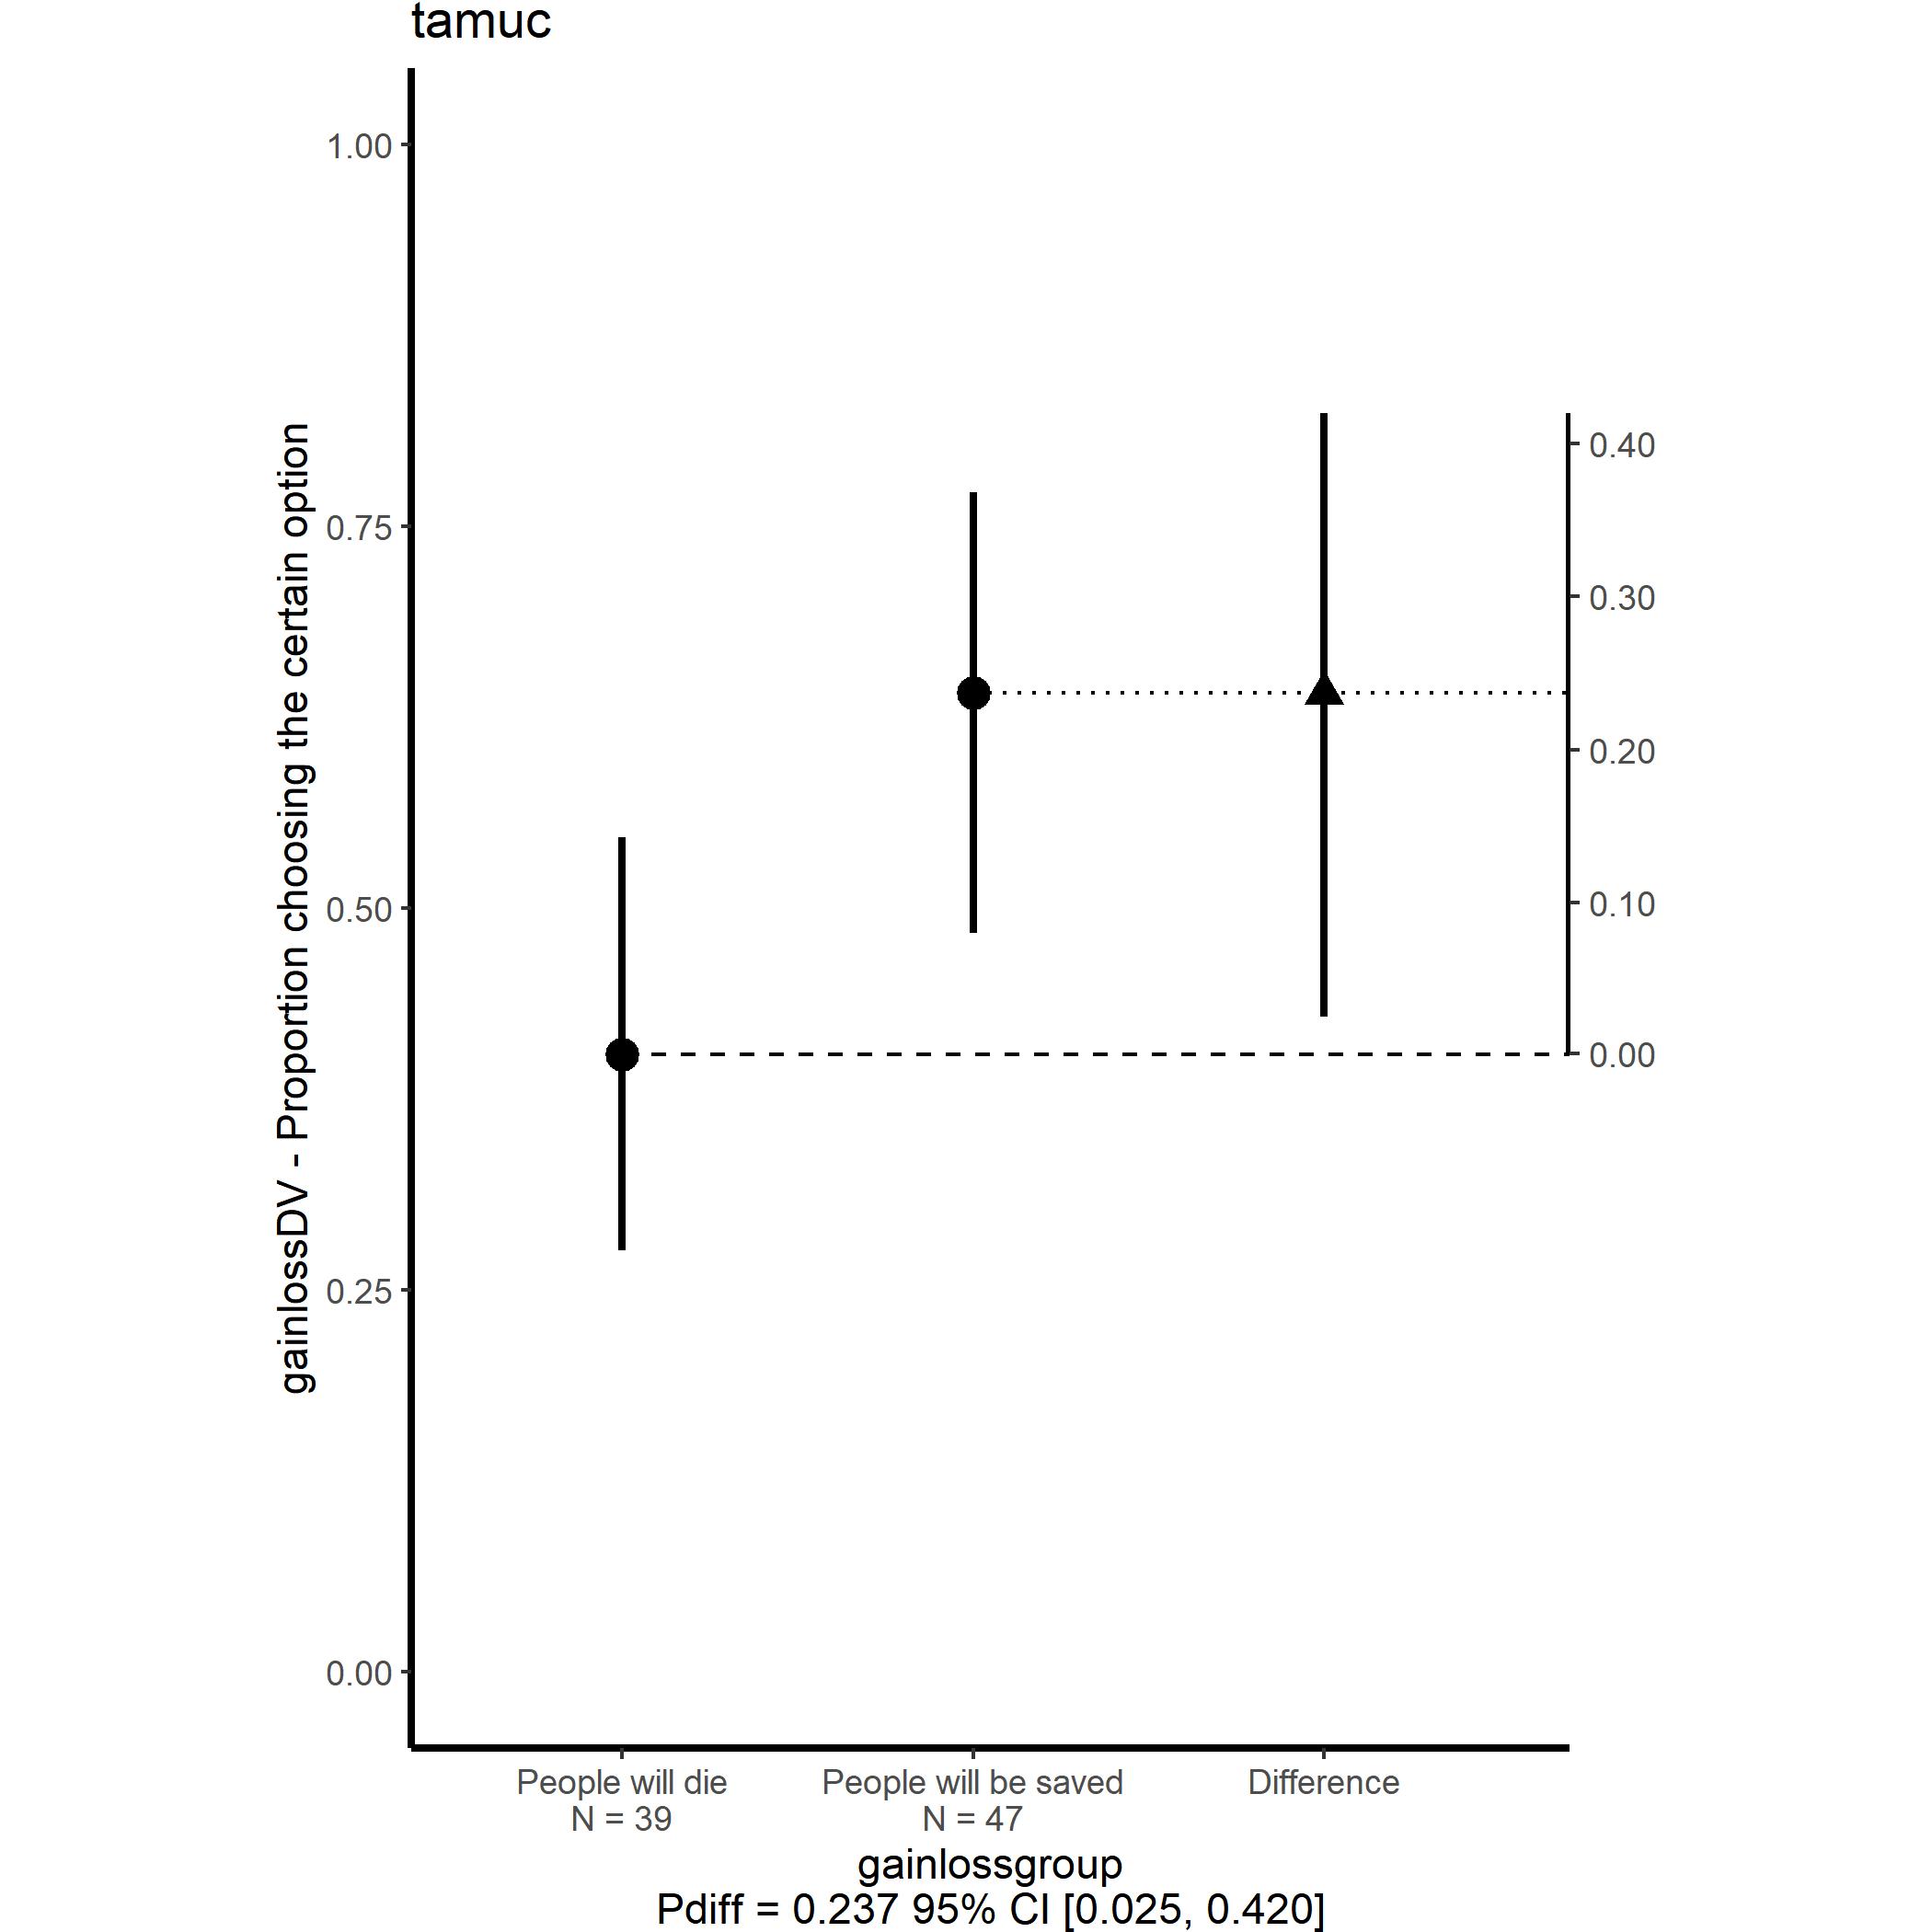 tamuc
gainlossDV - Proportion choosing the certain option
1.00
0.75
0.50
0.25
0.00
0.40
0.30
0.20
0.10
0.00
People will die
N = 39
People will be saved
N = 47
Difference
gainlossgroup
Pdiff = 0.237 95% CI [0.025, 0.420]